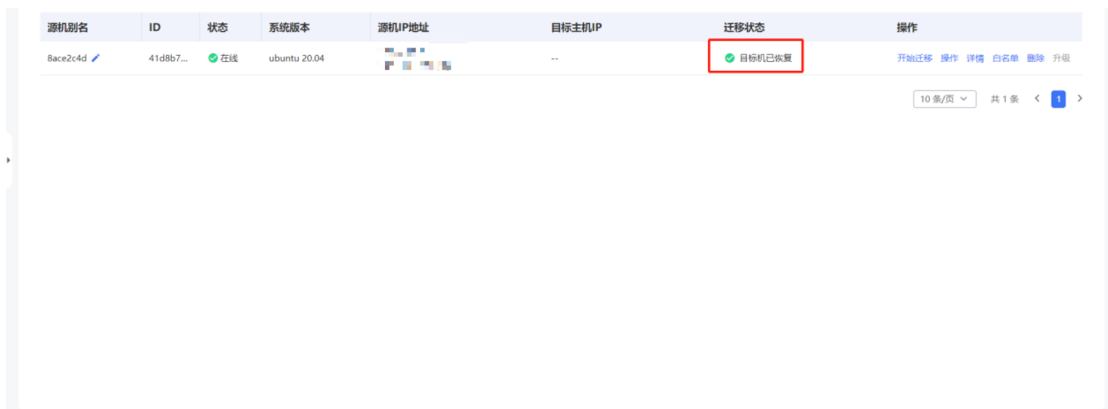 源机别名 ID 状态 系统版本 源机IP地址 目标主机IP 迁移状态 操作
8ace2c4d 41d8b7... 在线 ubuntu 20.04 -- 目标机已恢复 开始迁移 操作 详情 白名单 删除 升级
10 条/页 共 1 条 1